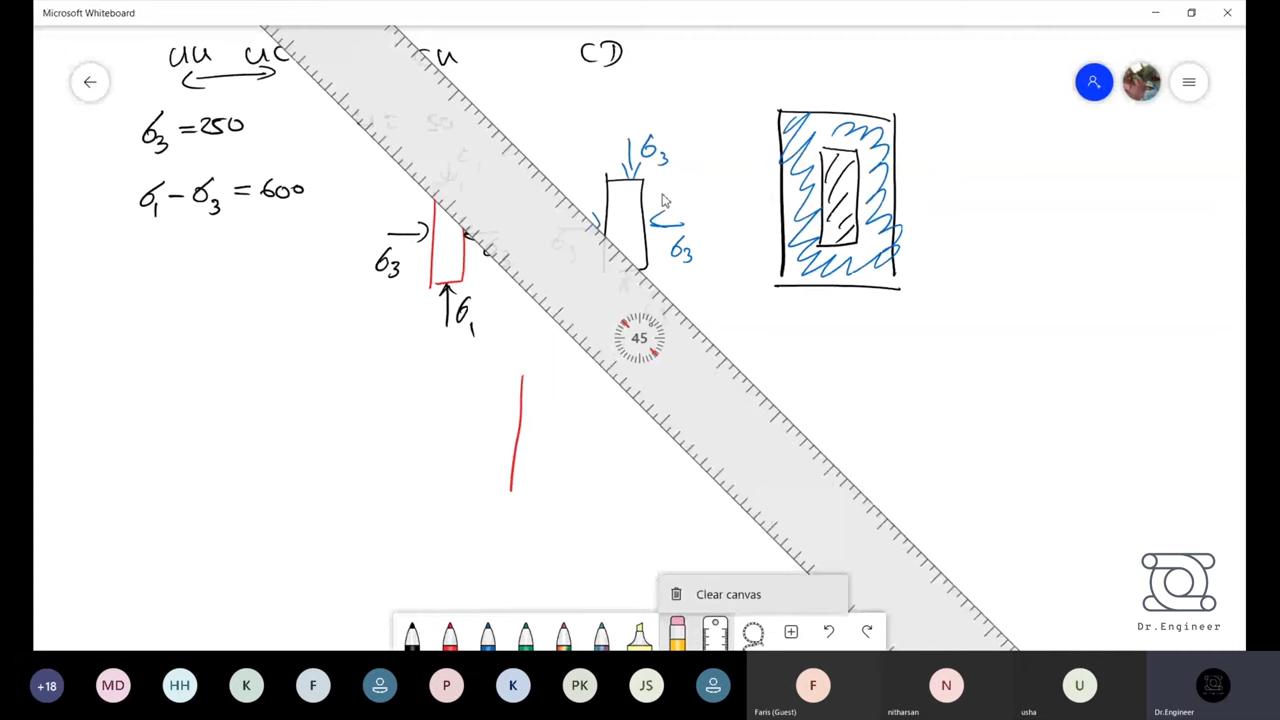 Microsoft Whiteboard
UU UC CU CD
σ₃ = 250
σ₁ - σ₃ = 600
σ₃
σ₃
σ₃
σ₁
45
Clear canvas
Dr.Engineer
+18 MD HH K F P K PK JS F N U
Faris (Guest) nitharsan usha Dr.Engineer